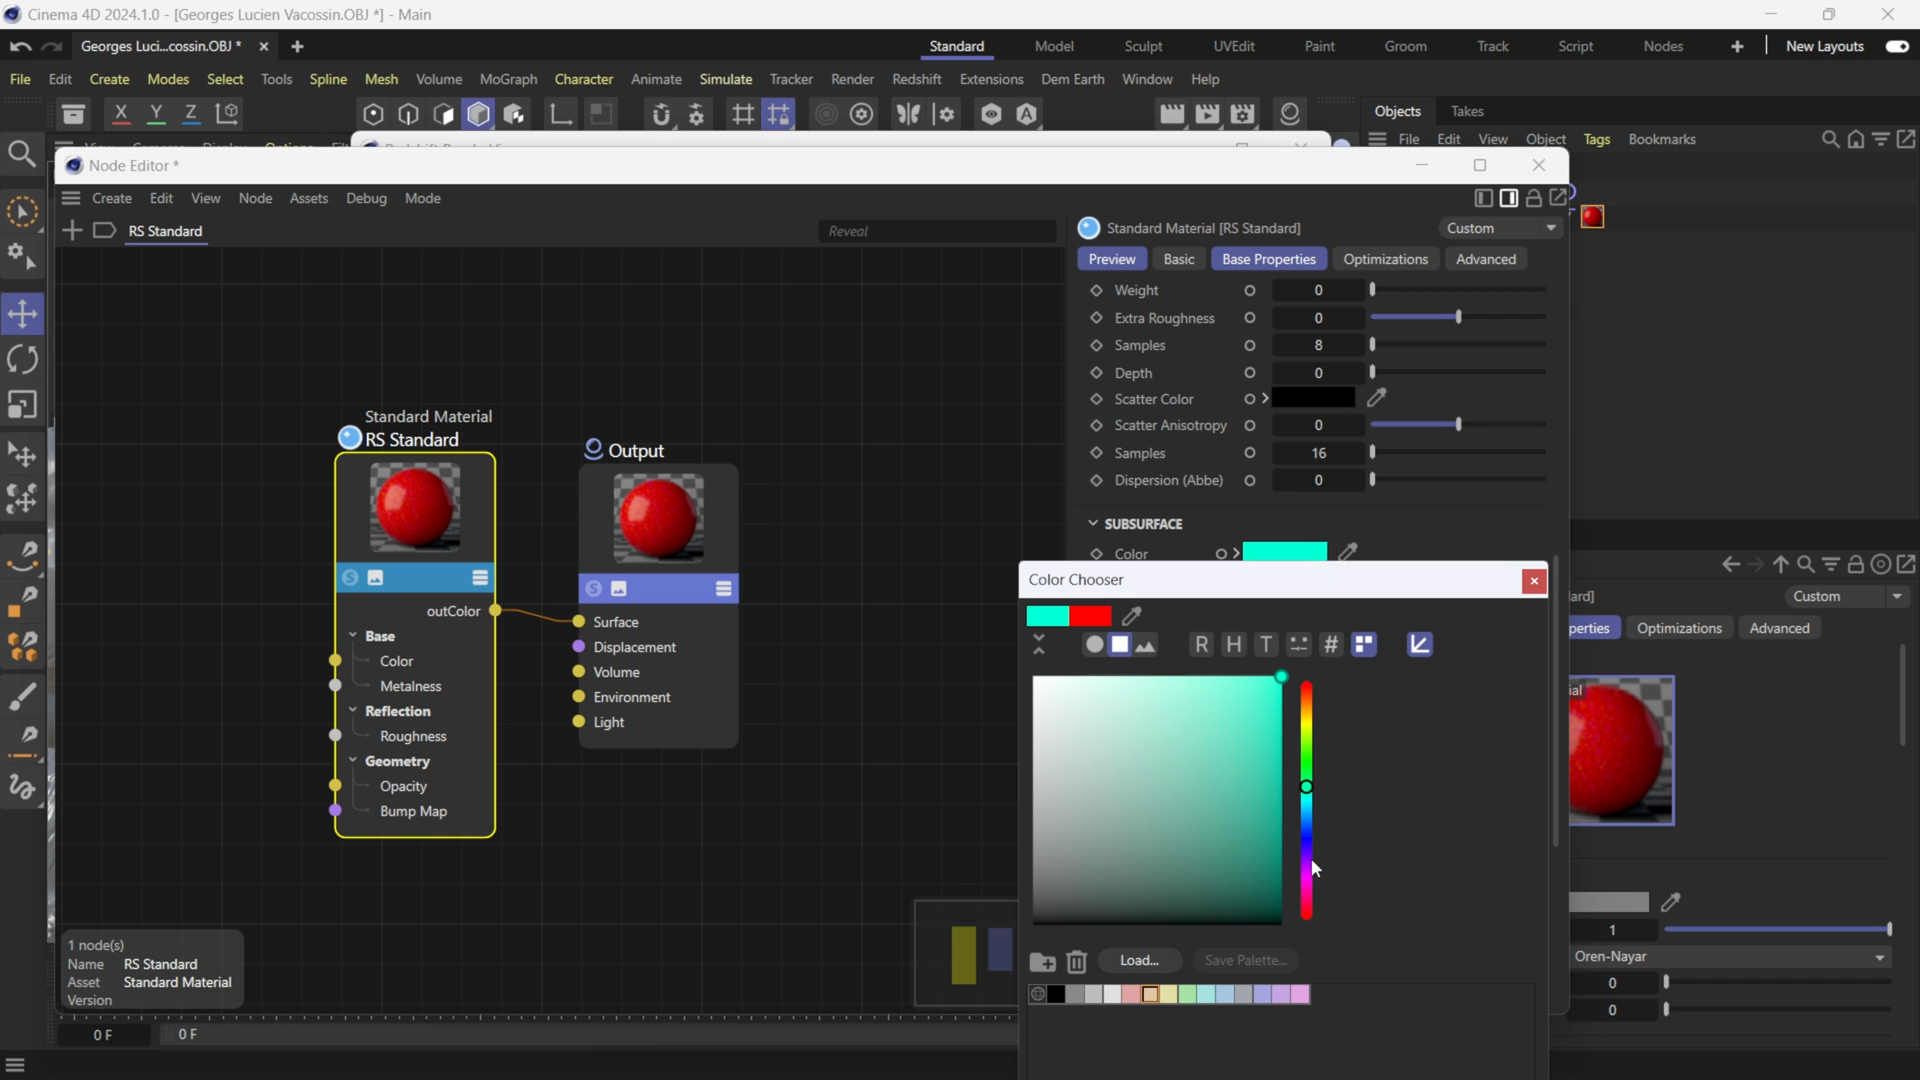 Cinema 4D 2024.1.0 - [Georges Lucien Vacossin.OBJ *] - Main
Georges Luci...cossin.OBJ *
Standard
Model
Sculpt
UVEdit
Paint
Groom
Track
Script
Nodes
New Layouts
File Edit Create Modes Select Tools Spline Mesh Volume MoGraph Character Animate Simulate Tracker Render Redshift Extensions Dem Earth Window Help
X Y Z
Objects Takes
File Edit View Object Tags Bookmarks
Node Editor *
Create Edit View Node Assets Debug Mode
RS Standard
Reveal
Standard Material [RS Standard]
Custom
Preview Basic Base Properties Optimizations Advanced
Weight 0
Extra Roughness 0
Samples 8
Depth 0
Scatter Color
Scatter Anisotropy 0
Samples 16
Dispersion (Abbe) 0
SUBSURFACE
Color
Standard Material
RS Standard
outColor
Base
Color
Metalness
Reflection
Roughness
Geometry
Opacity
Bump Map
Output
Surface
Displacement
Volume
Environment
Light
Color Chooser
R H T #
Load...
Save Palette...
ard]
Custom
perties Optimizations Advanced
ial
1
Oren-Nayar
0
0
1 node(s)
Name RS Standard
Asset Standard Material
Version
0 F
0 F